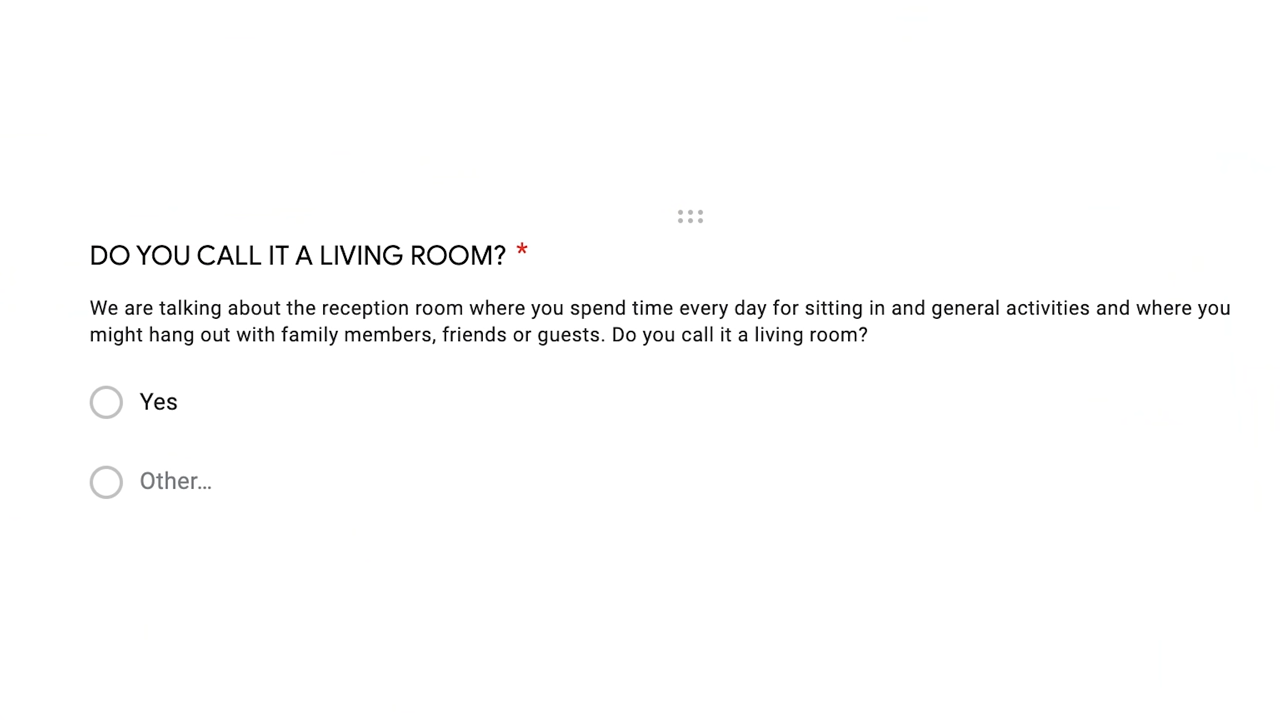 DO YOU CALL IT A LIVING ROOM? *
We are talking about the reception room where you spend time every day for sitting in and general activities and where you
might hang out with family members, friends or guests. Do you call it a living room?
Yes
Other...